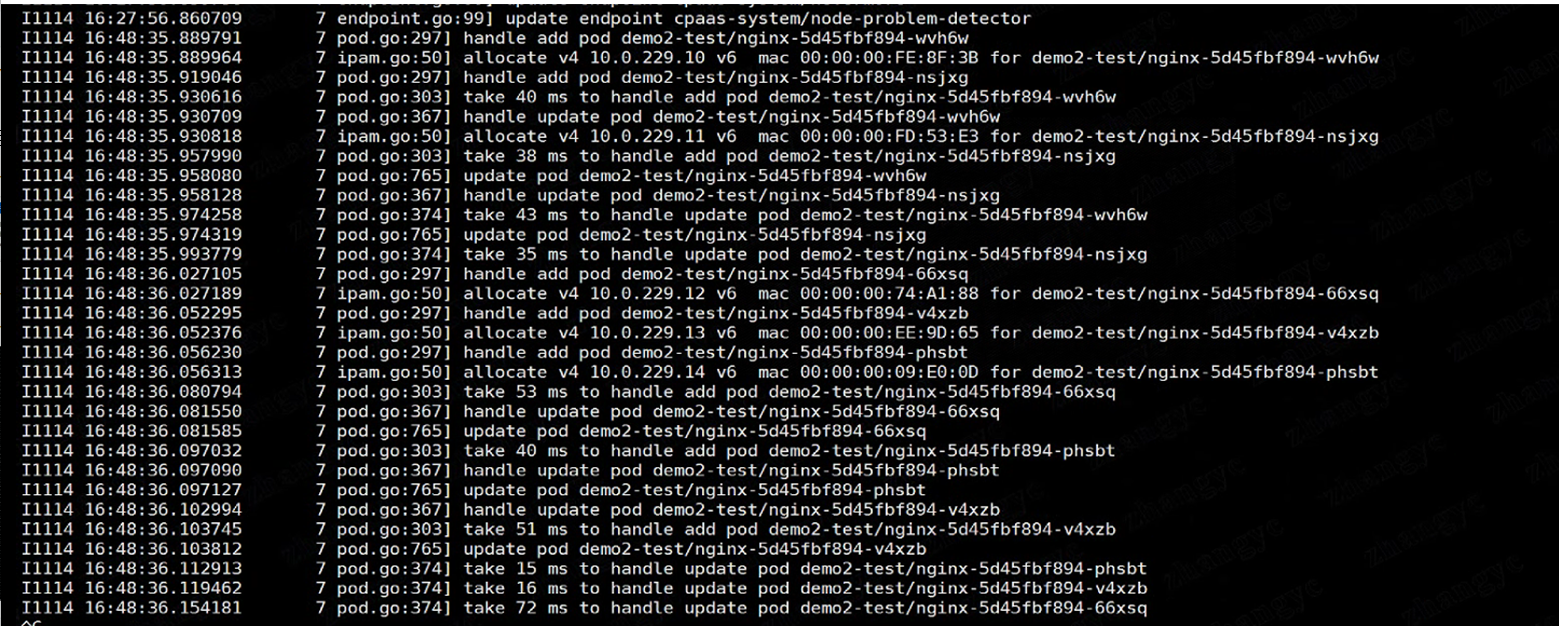 I1114 16:27:56.860709 7 endpoint.go:99] update endpoint cpaas-system/node-problem-detector
I1114 16:48:35.889791 7 pod.go:297] handle add pod demo2-test/nginx-5d45fbf894-wvh6w
I1114 16:48:35.889964 7 ipam.go:50] allocate v4 10.0.229.10 v6  mac 00:00:00:FE:8F:3B for demo2-test/nginx-5d45fbf894-wvh6w
I1114 16:48:35.919046 7 pod.go:297] handle add pod demo2-test/nginx-5d45fbf894-nsjxg
I1114 16:48:35.930616 7 pod.go:303] take 40 ms to handle add pod demo2-test/nginx-5d45fbf894-wvh6w
I1114 16:48:35.930709 7 pod.go:367] handle update pod demo2-test/nginx-5d45fbf894-wvh6w
I1114 16:48:35.930818 7 ipam.go:50] allocate v4 10.0.229.11 v6  mac 00:00:00:FD:53:E3 for demo2-test/nginx-5d45fbf894-nsjxg
I1114 16:48:35.957990 7 pod.go:303] take 38 ms to handle add pod demo2-test/nginx-5d45fbf894-nsjxg
I1114 16:48:35.958080 7 pod.go:765] update pod demo2-test/nginx-5d45fbf894-wvh6w
I1114 16:48:35.958128 7 pod.go:367] handle update pod demo2-test/nginx-5d45fbf894-nsjxg
I1114 16:48:35.974258 7 pod.go:374] take 43 ms to handle update pod demo2-test/nginx-5d45fbf894-wvh6w
I1114 16:48:35.974319 7 pod.go:765] update pod demo2-test/nginx-5d45fbf894-nsjxg
I1114 16:48:35.993779 7 pod.go:374] take 35 ms to handle update pod demo2-test/nginx-5d45fbf894-nsjxg
I1114 16:48:36.027105 7 pod.go:297] handle add pod demo2-test/nginx-5d45fbf894-66xsq
I1114 16:48:36.027189 7 ipam.go:50] allocate v4 10.0.229.12 v6  mac 00:00:00:74:A1:88 for demo2-test/nginx-5d45fbf894-66xsq
I1114 16:48:36.052295 7 pod.go:297] handle add pod demo2-test/nginx-5d45fbf894-v4xzb
I1114 16:48:36.052376 7 ipam.go:50] allocate v4 10.0.229.13 v6  mac 00:00:00:EE:9D:65 for demo2-test/nginx-5d45fbf894-v4xzb
I1114 16:48:36.056230 7 pod.go:297] handle add pod demo2-test/nginx-5d45fbf894-phsbt
I1114 16:48:36.056313 7 ipam.go:50] allocate v4 10.0.229.14 v6  mac 00:00:00:09:E0:0D for demo2-test/nginx-5d45fbf894-phsbt
I1114 16:48:36.080794 7 pod.go:303] take 53 ms to handle add pod demo2-test/nginx-5d45fbf894-66xsq
I1114 16:48:36.081550 7 pod.go:367] handle update pod demo2-test/nginx-5d45fbf894-66xsq
I1114 16:48:36.081585 7 pod.go:765] update pod demo2-test/nginx-5d45fbf894-66xsq
I1114 16:48:36.097032 7 pod.go:303] take 40 ms to handle add pod demo2-test/nginx-5d45fbf894-phsbt
I1114 16:48:36.097090 7 pod.go:367] handle update pod demo2-test/nginx-5d45fbf894-phsbt
I1114 16:48:36.097127 7 pod.go:765] update pod demo2-test/nginx-5d45fbf894-phsbt
I1114 16:48:36.102994 7 pod.go:367] handle update pod demo2-test/nginx-5d45fbf894-v4xzb
I1114 16:48:36.103745 7 pod.go:303] take 51 ms to handle add pod demo2-test/nginx-5d45fbf894-v4xzb
I1114 16:48:36.103812 7 pod.go:765] update pod demo2-test/nginx-5d45fbf894-v4xzb
I1114 16:48:36.112913 7 pod.go:374] take 15 ms to handle update pod demo2-test/nginx-5d45fbf894-phsbt
I1114 16:48:36.119462 7 pod.go:374] take 16 ms to handle update pod demo2-test/nginx-5d45fbf894-v4xzb
I1114 16:48:36.154181 7 pod.go:374] take 72 ms to handle update pod demo2-test/nginx-5d45fbf894-66xsq